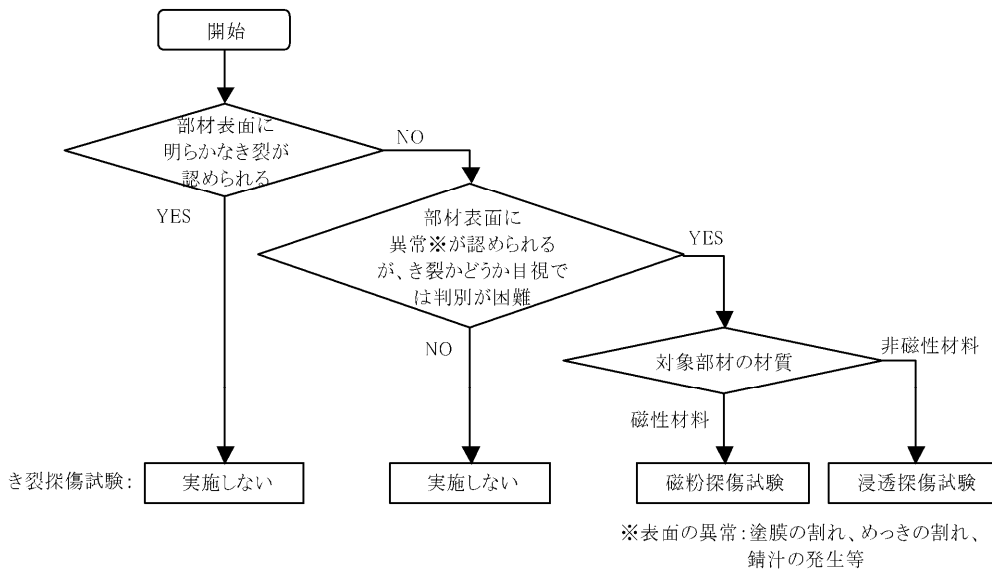 開始
部材表面に
明らかなき裂が
認められる
NO
YES
部材表面に
異常※が認められる
が、き裂かどうか目視で
は判別が困難
YES
NO
対象部材の材質
非磁性材料
磁性材料
き裂探傷試験:
実施しない
実施しない
磁粉探傷試験
浸透探傷試験
※表面の異常:塗膜の割れ、めっきの割れ、
錆汁の発生等